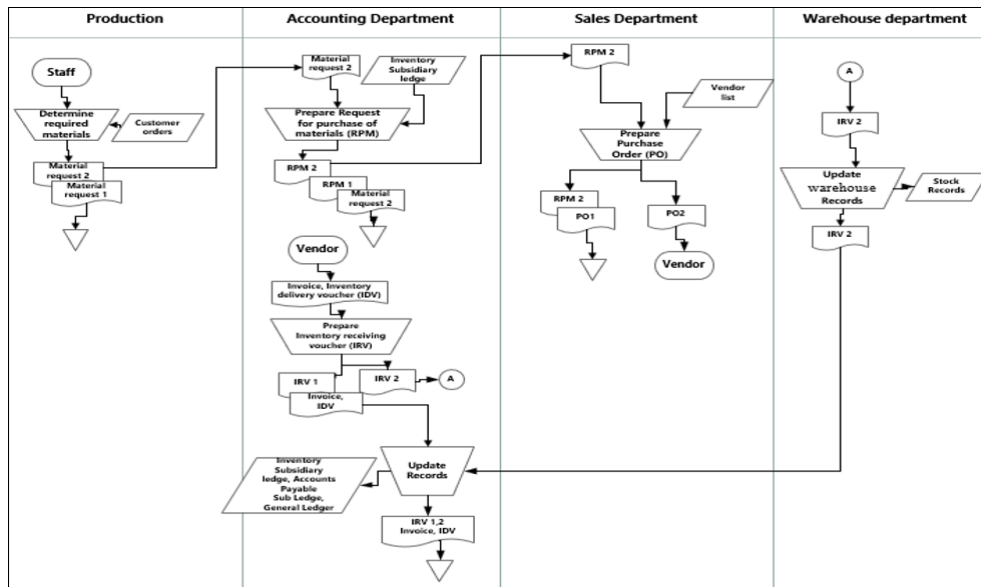 Production
Accounting Department
Sales Department
Warehouse department
Staff
Determine
required
materials
Customer
orders
Material
request 2
Material
request 1
Material
request 2
Inventory
Subsidiary
ledge
Prepare Request
for purchase of
materials (RPM)
RPM 2
RPM 1
Material
request 2
Vendor
Invoice, Inventory
delivery voucher (IDV)
Prepare
Inventory receiving
voucher (IRV)
IRV 1
IRV 2
A
Invoice,
IDV
Update
Records
Inventory
Subsidiary
ledge, Accounts
Payable
Sub Ledge,
General Ledger
IRV 1,2
Invoice, IDV
RPM 2
Vendor
list
Prepare
Purchase
Order (PO)
RPM 2
PO1
PO2
Vendor
A
IRV 2
Update
warehouse
Records
Stock
Records
IRV 2